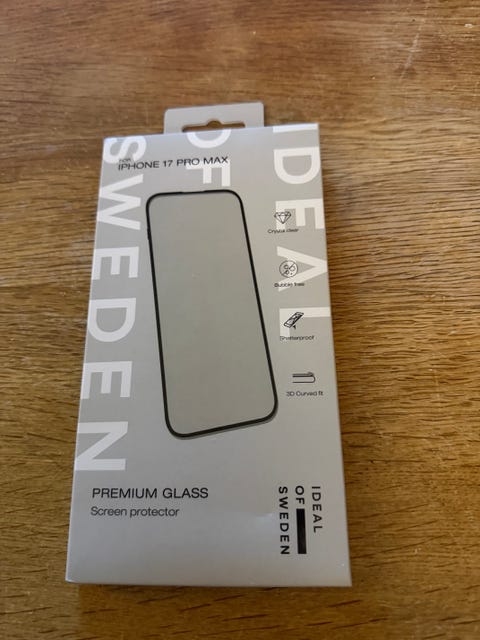 IDEAL
OF
SWEDEN
FOR
IPHONE 17 PRO MAX
Crystal clear
Bubble free
Shatterproof
3D Curved fit
PREMIUM GLASS
Screen protector
IDEAL
OF
SWEDEN